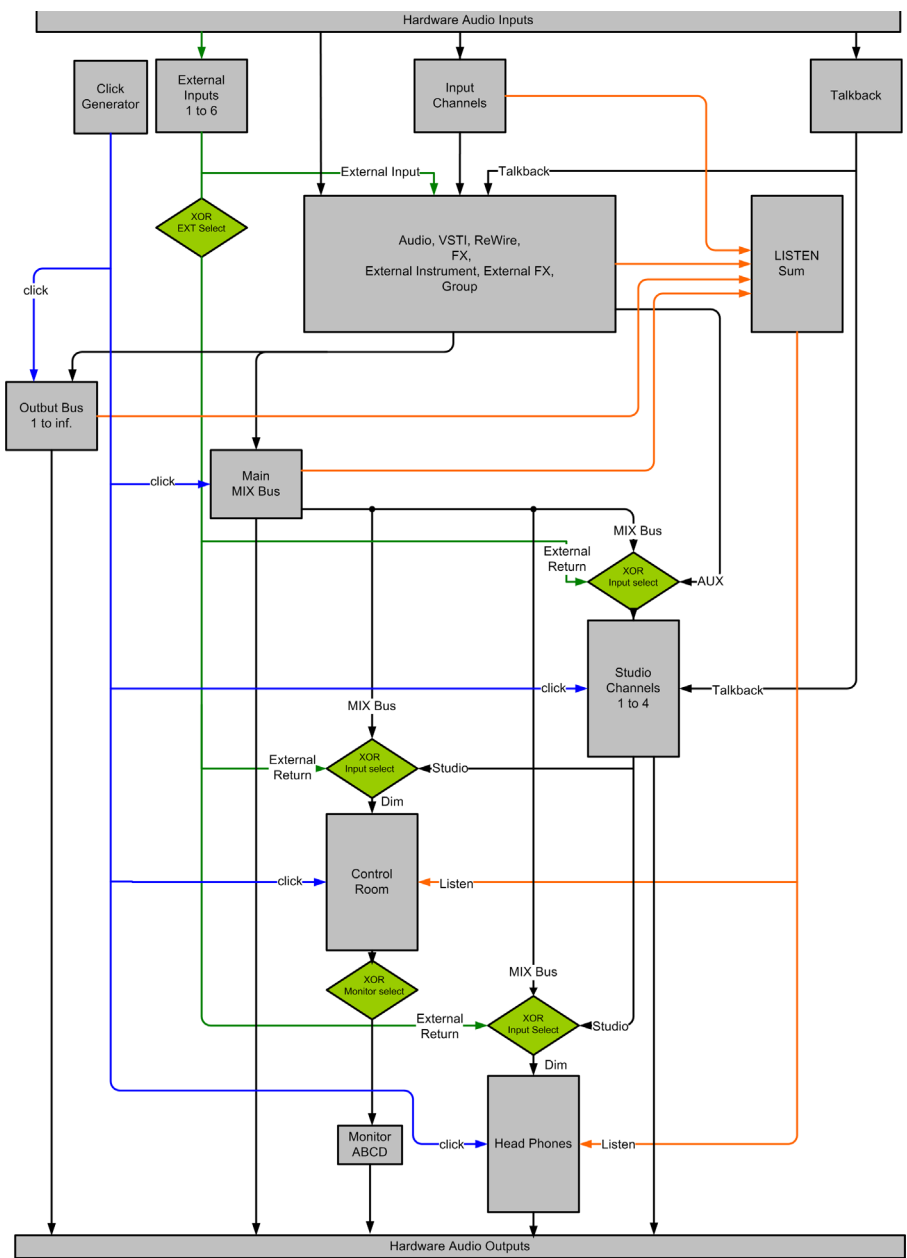 Hardware Audio Inputs
Click
Generator
External
Inputs
1 to 6
Input
Channels
Talkback
External Input
Talkback
XOR
EXT Select
Audio, VSTI, ReWire,
FX,
External Instrument, External FX,
Group
LISTEN
Sum
click
Outbut Bus
1 to inf.
Main
MIX Bus
click
MIX Bus
External
Return
XOR
Input select
AUX
Studio
Channels
1 to 4
click
Talkback
MIX Bus
External
Return
XOR
Input select
Studio
Dim
Control
Room
click
Listen
XOR
Monitor select
MIX Bus
External
Return
XOR
Input Select
Studio
Dim
Monitor
ABCD
click
Head Phones
Listen
Hardware Audio Outputs